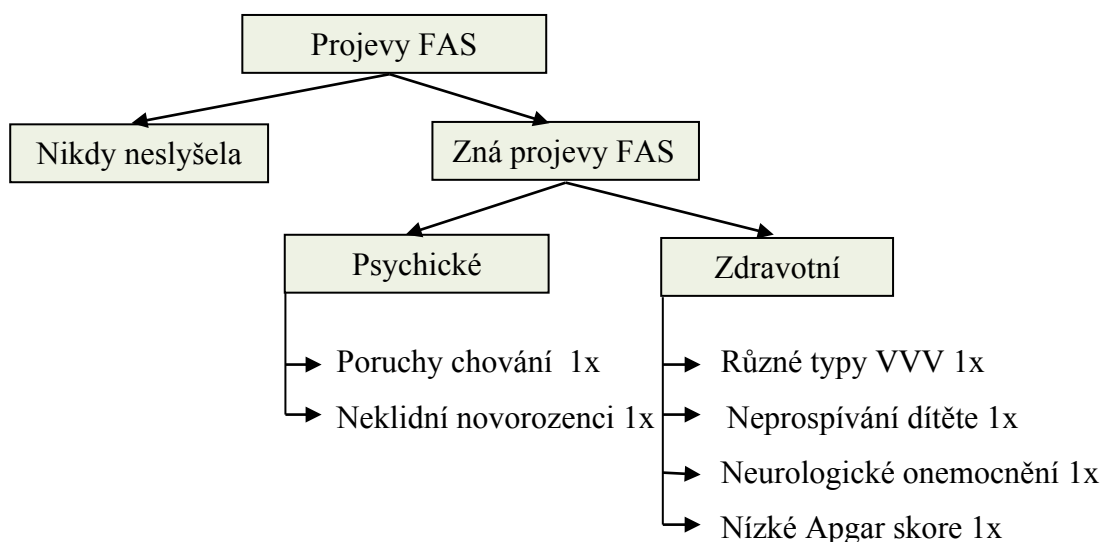 Projevy FAS
Nikdy neslyšela
Zná projevy FAS
Psychické
Zdravotní
Poruchy chování 1x
Neklidní novorozenci 1x
Různé typy VVV 1x
Neprospívání dítěte 1x
Neurologické onemocnění 1x
Nízké Apgar skore 1x